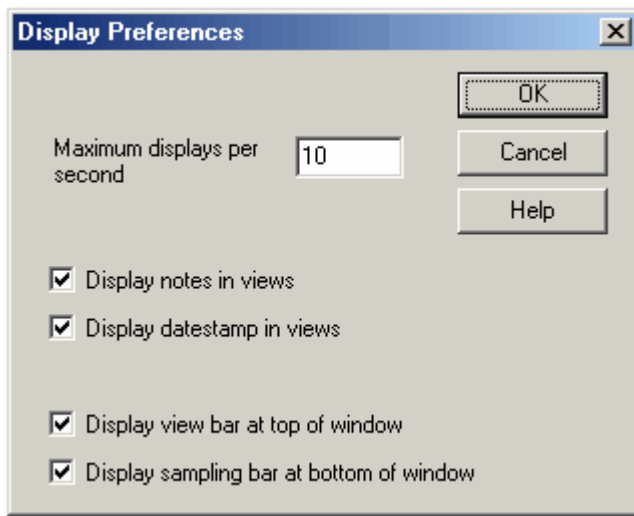 Display Preferences
OK
Maximum displays per
second
10
Cancel
Help
Display notes in views
Display datestamp in views
Display view bar at top of window
Display sampling bar at bottom of window